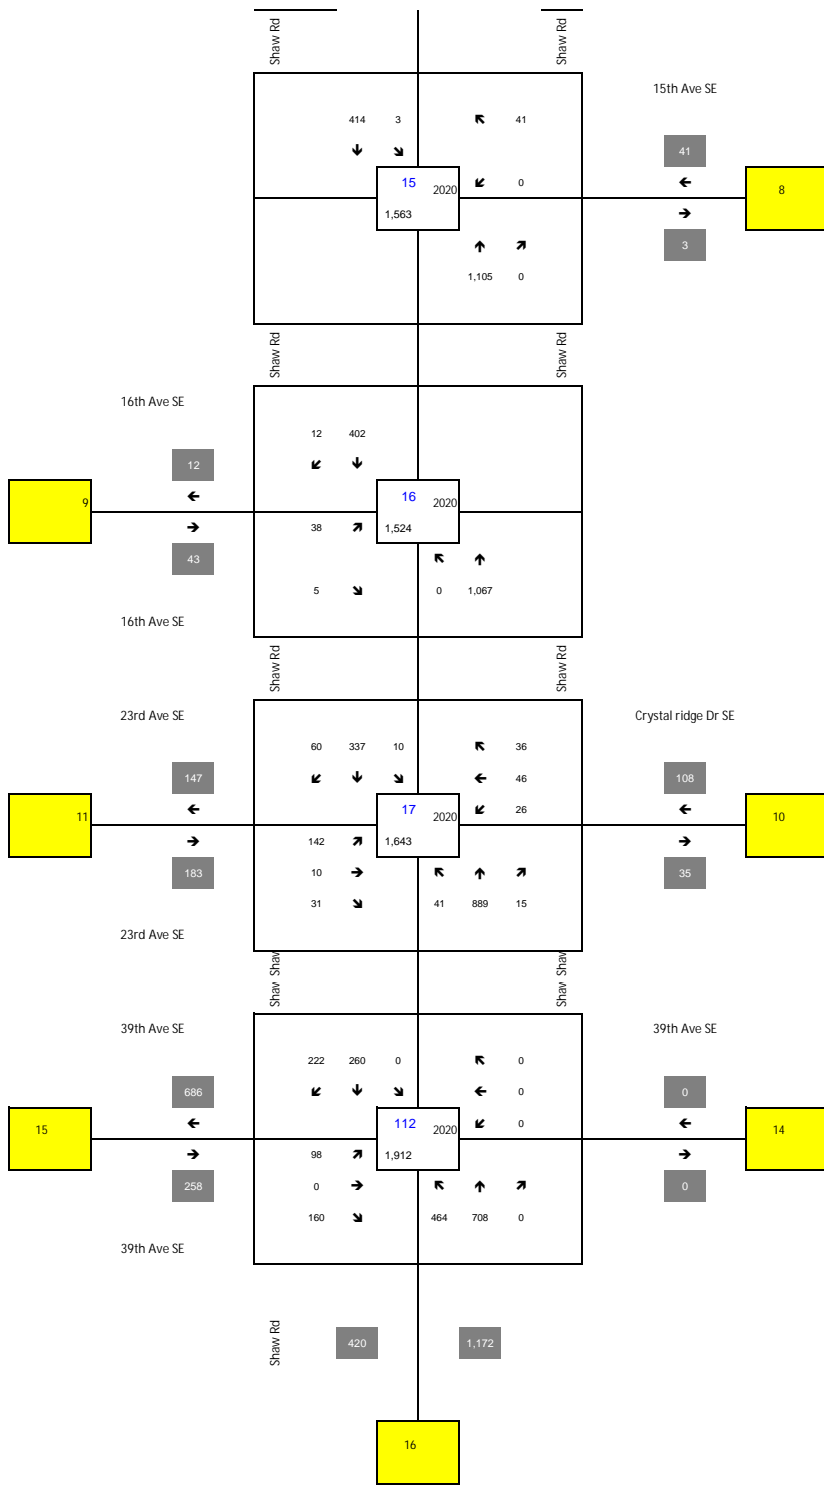 Shaw Rd
Shaw Rd
15th Ave SE
414 3 41
41
15 2020 0
8
1,563
3
1,105 0
Shaw Rd
Shaw Rd
16th Ave SE
12 402
12
16 2020
9
38 1,524
43
5 0 1,067
16th Ave SE
Shaw Rd
Shaw Rd
23rd Ave SE
Crystal ridge Dr SE
60 337 10 36
147 46 108
17 2020 26
11 10
142 1,643
183 10 35
31 41 889 15
23rd Ave SE
Shaw Shaw
Shaw Shaw
39th Ave SE
39th Ave SE
222 260 0 0
686 0 0
112 2020 0
15 14
98 1,912
258 0 0
160 464 708 0
39th Ave SE
Shaw Rd
420 1,172
16